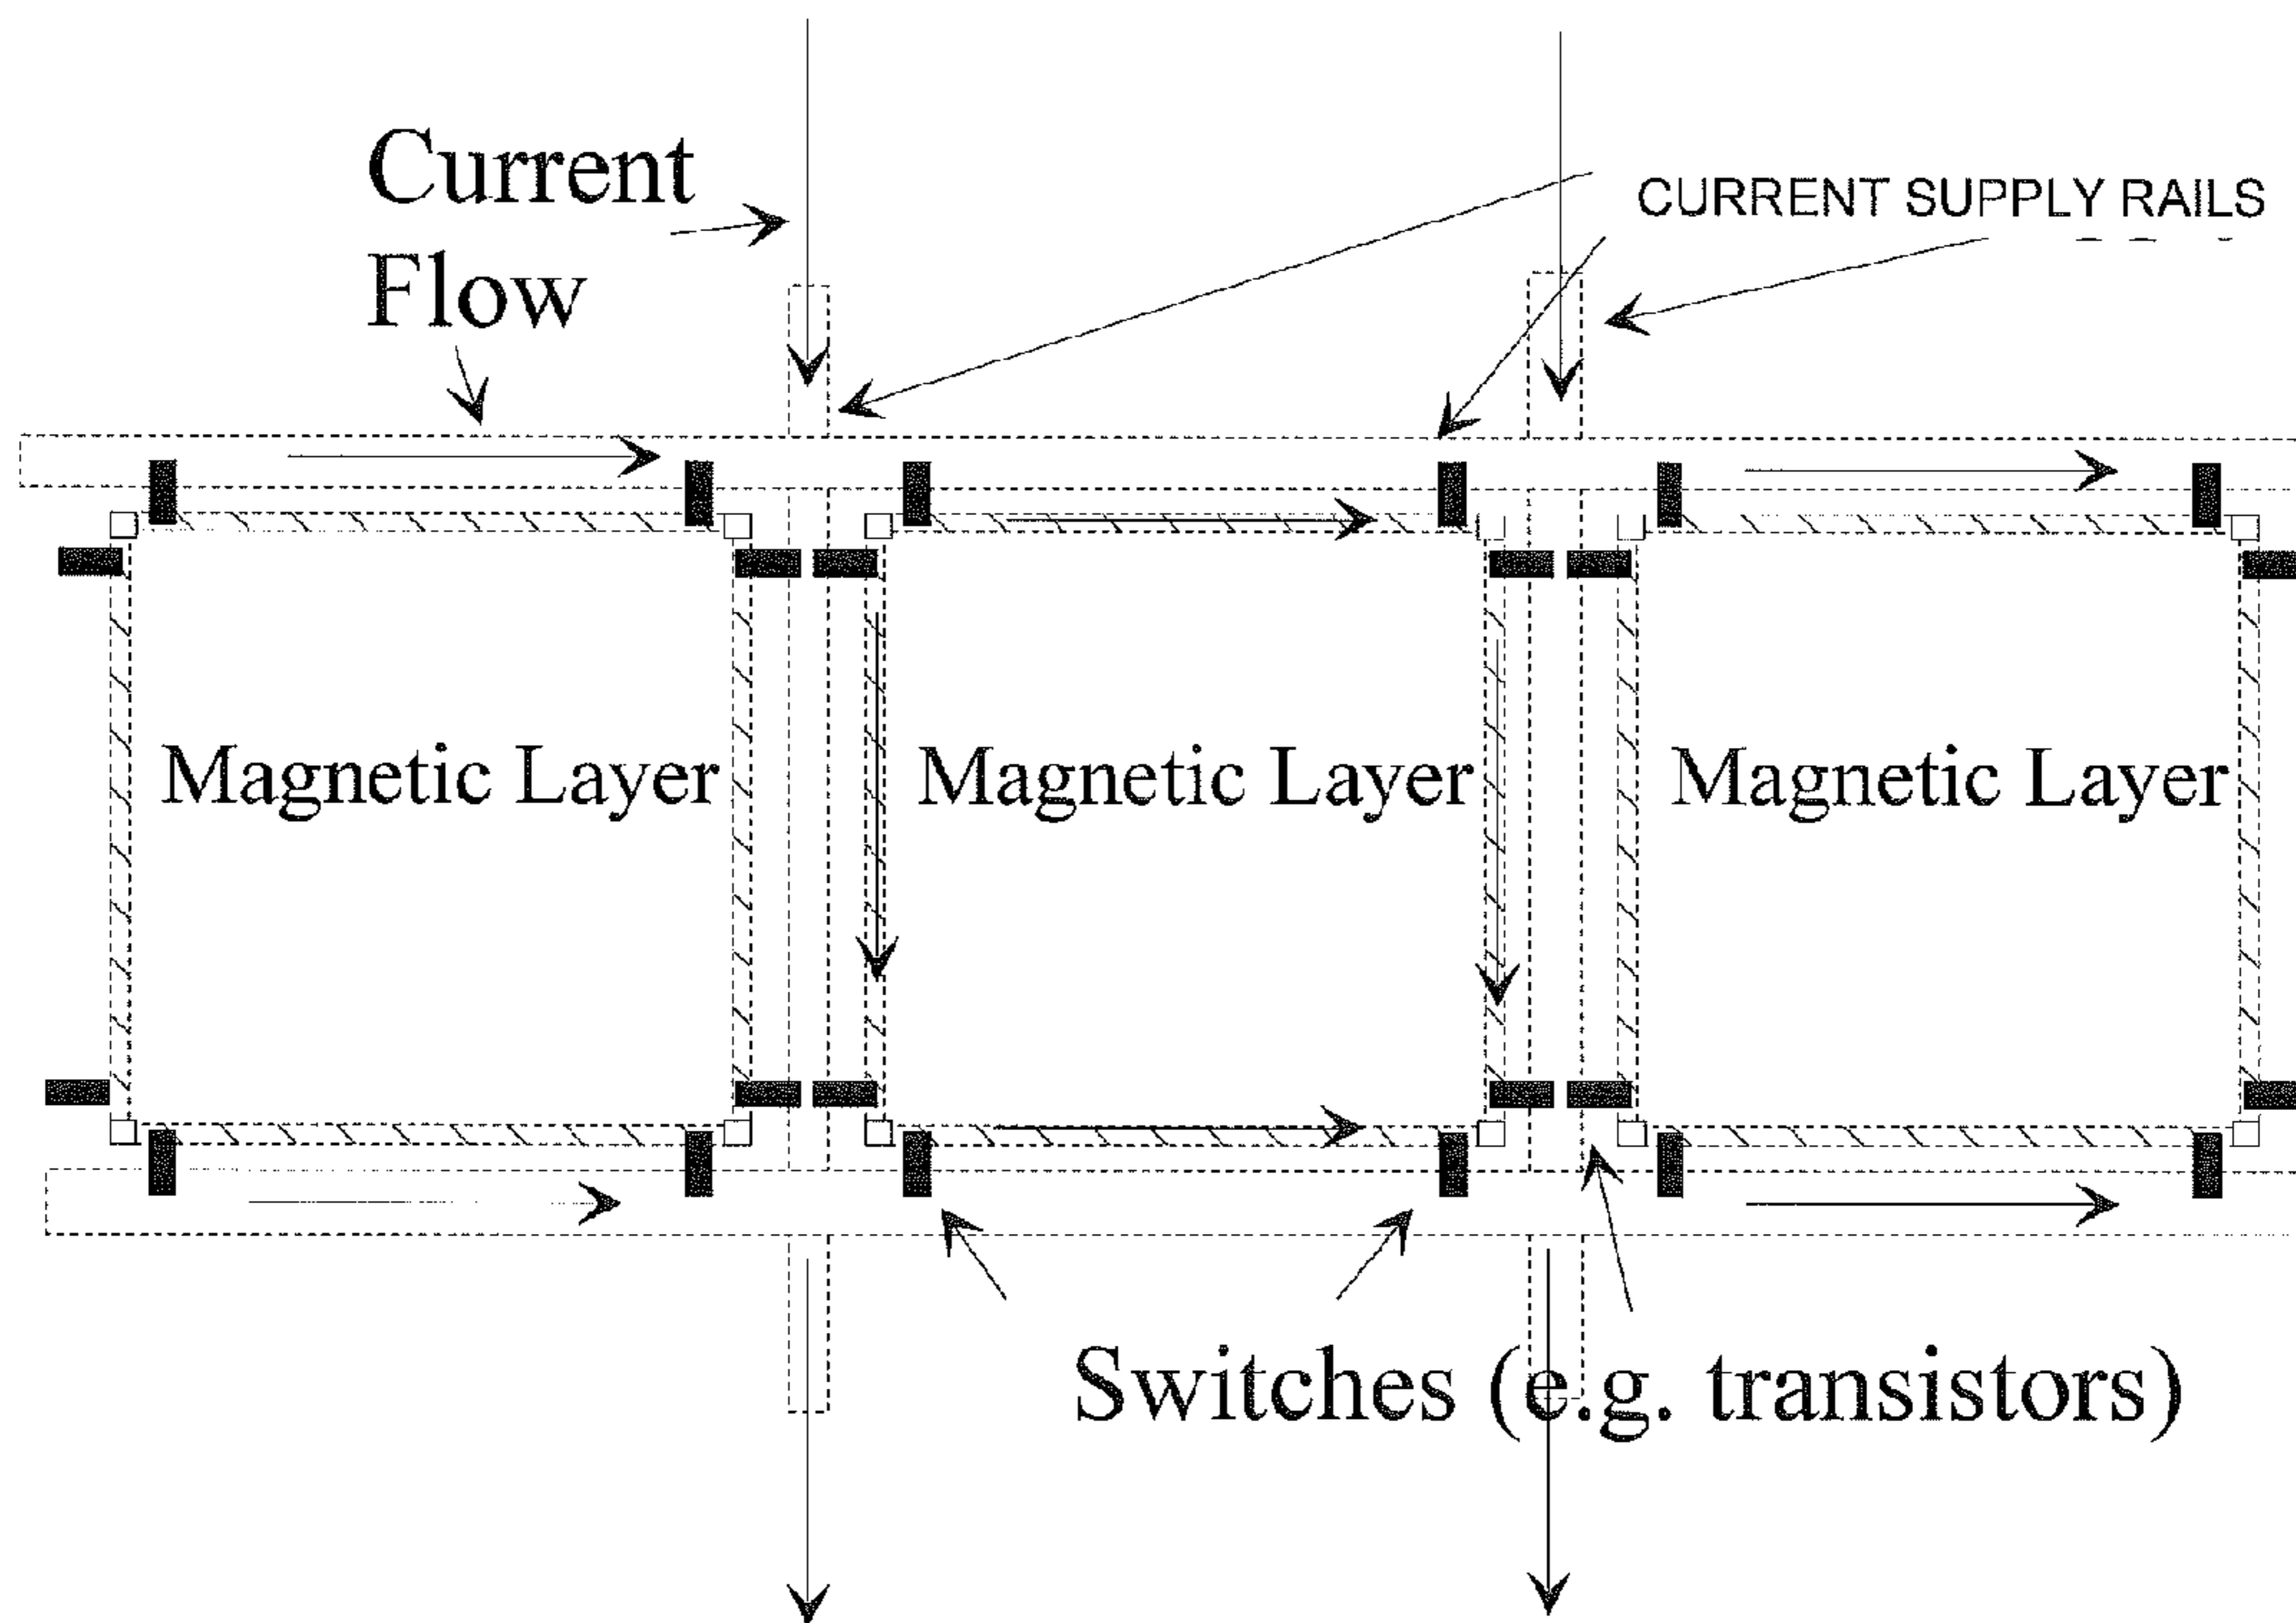 Current
Flow
CURRENT SUPPLY RAILS
Magnetic Layer
Magnetic Layer
Magnetic Layer
Switches (e.g. transistors)